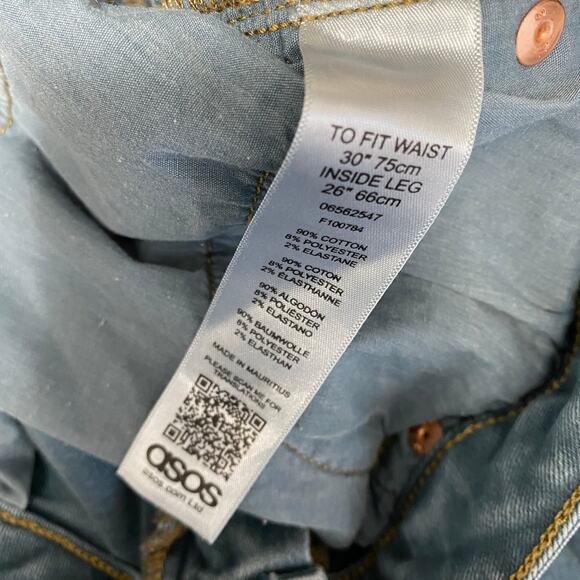 TO FIT WAIST
30" 75cm
INSIDE LEG
26" 66cm
06562547
F100784
90% COTTON
8% POLYESTER
2% ELASTANE
90% COTON
8% POLYESTER
2% ÉLASTHANNE
90% ALGODÓN
8% POLIÉSTER
2% ELASTANO
90% BAUMWOLLE
8% POLYESTER
2% ELASTHAN
MADE IN MAURITIUS
PLEASE SCAN ME FOR
TRANSLATIONS
asos
asos.com Ltd